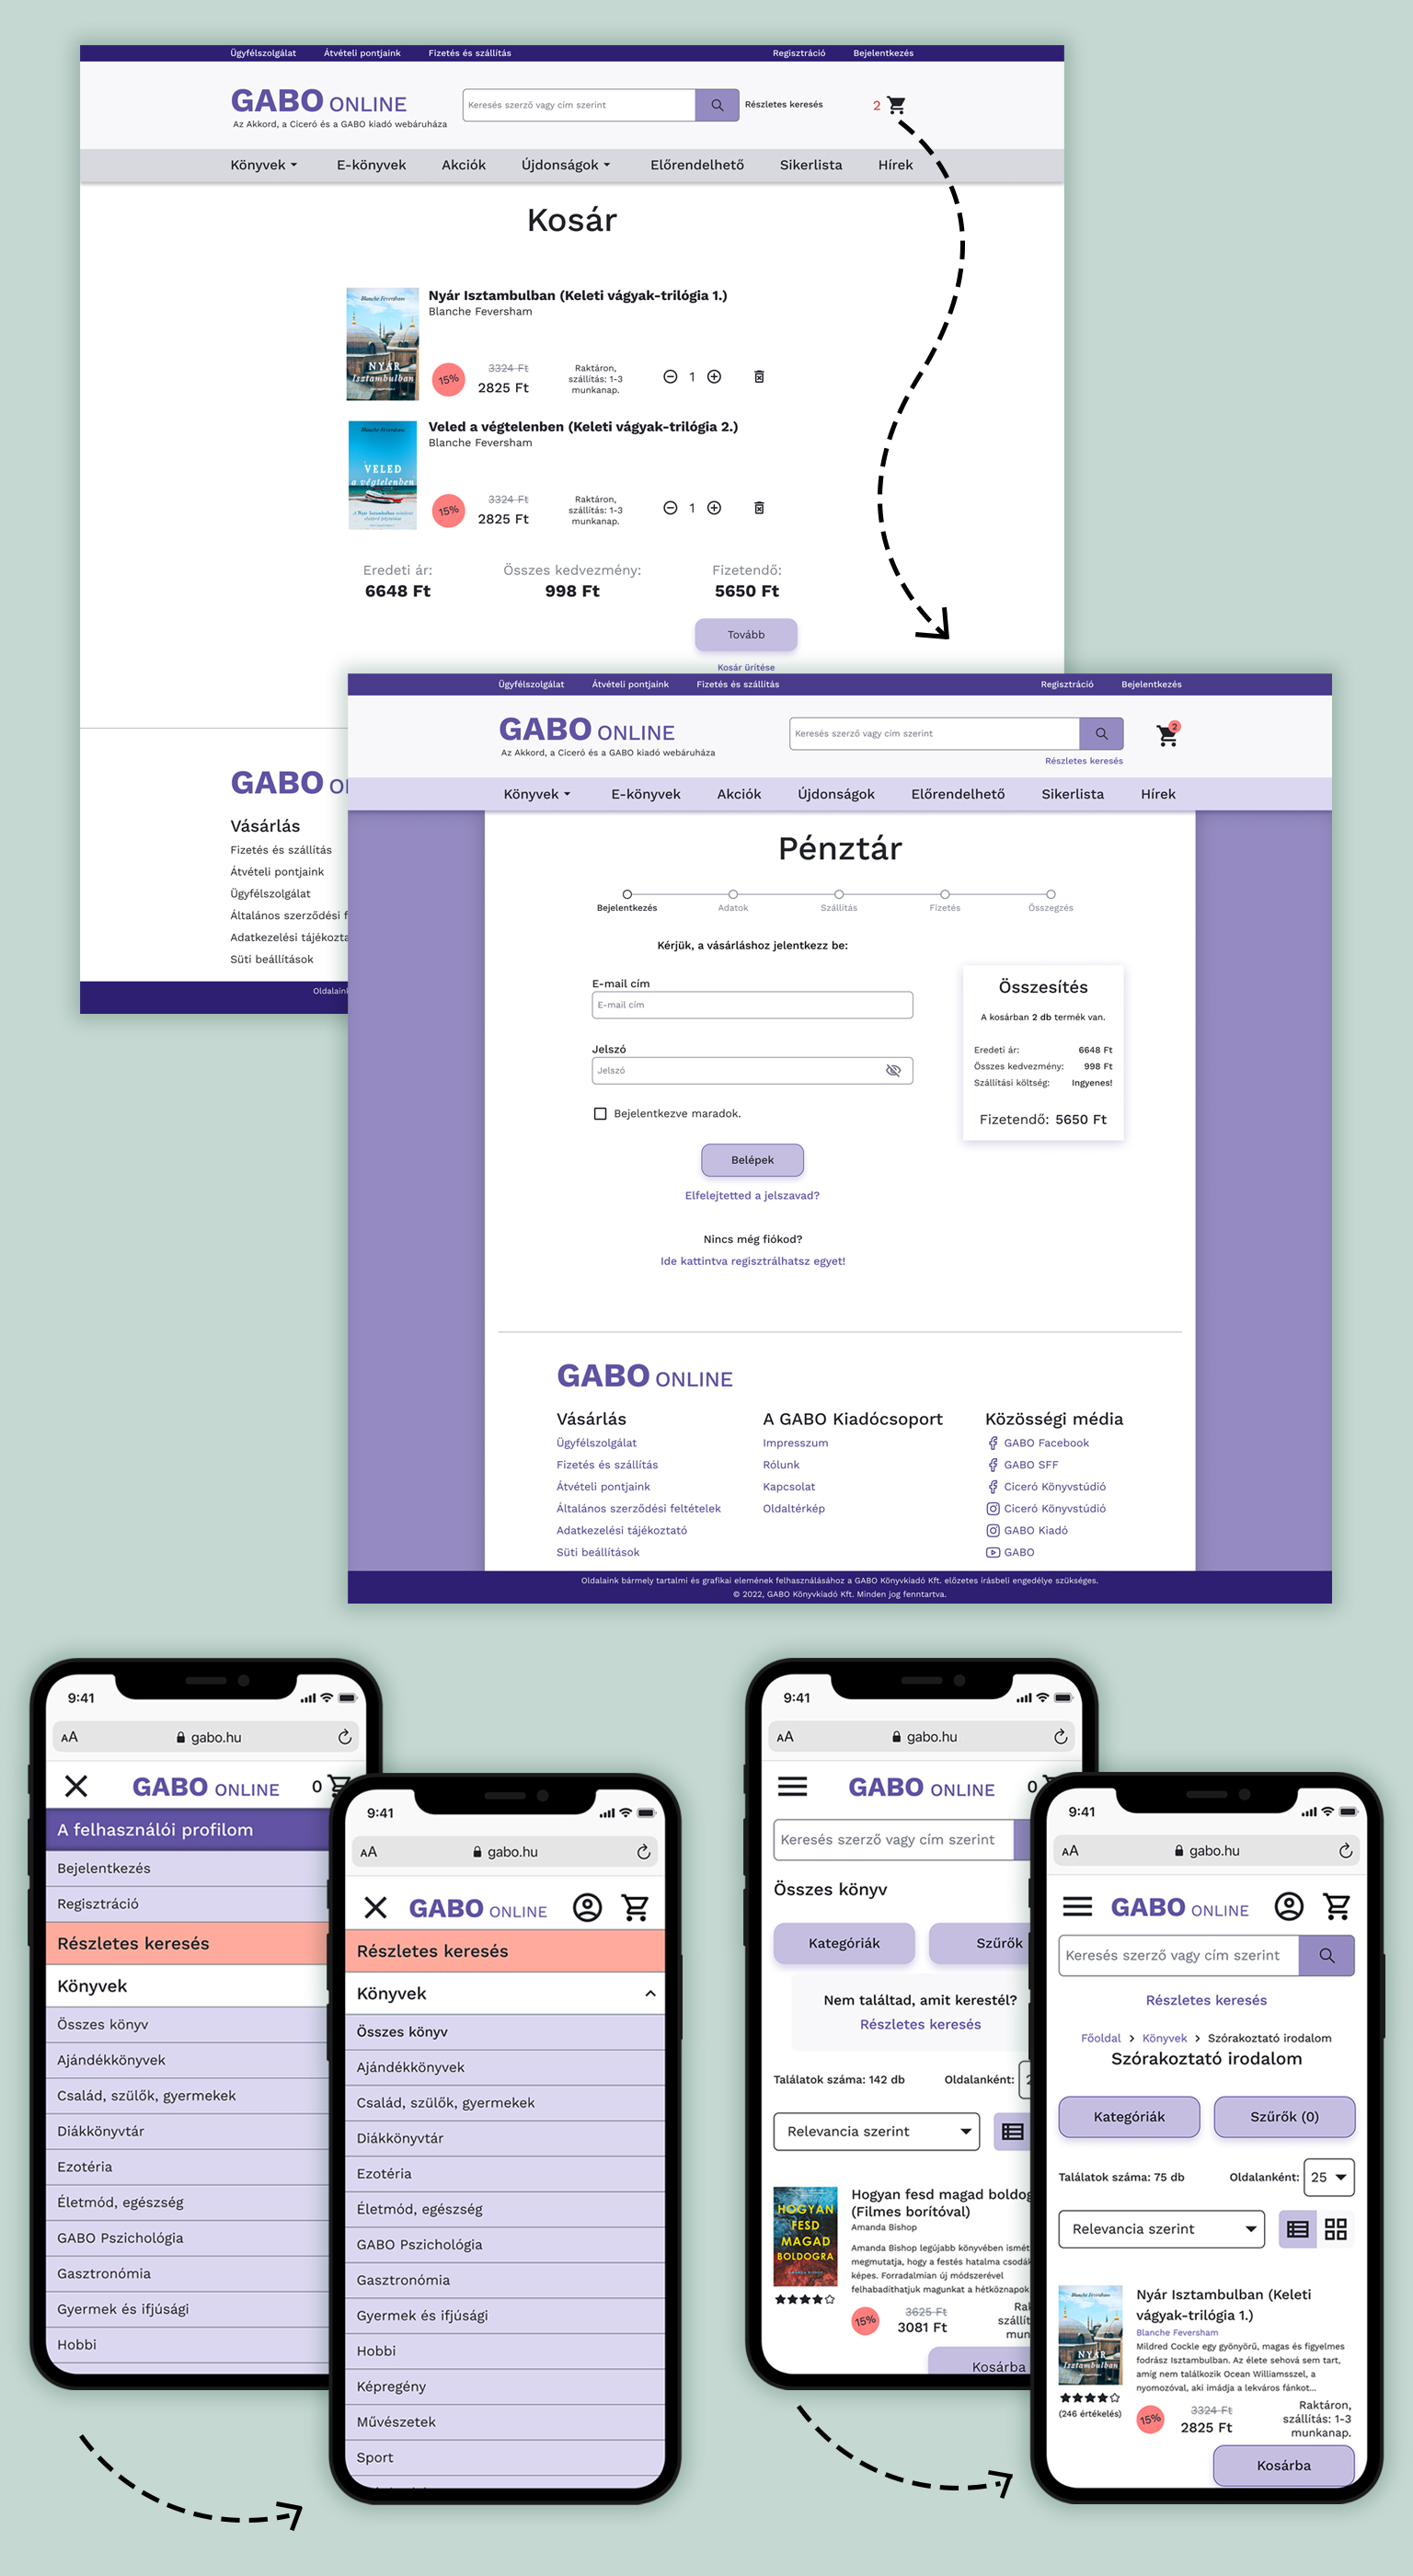 Ügyfélszolgálat Átvételi pontjaink Fizetés és szállítás Regisztráció Bejelentkezés
GABO ONLINE
Az Akkord, a Ciceró és a GABO kiadó webáruháza
Keresés szerző vagy cím szerint
Részletes keresés
2
Könyvek E-könyvek Akciók Újdonságok Előrendelhető Sikerlista Hírek
Kosár
Blanche Feversham
NYÁR
Isztambulban
Nyár Isztambulban (Keleti vágyak-trilógia 1.)
Blanche Feversham
15%
3324 Ft
2825 Ft
Raktáron,
szállítás: 1-3
munkanap.
1
Blanche Feversham
VELED
a végtelenben
Veled a végtelenben (Keleti vágyak-trilógia 2.)
Blanche Feversham
15%
3324 Ft
2825 Ft
Raktáron,
szállítás: 1-3
munkanap.
1
Eredeti ár: Összes kedvezmény: Fizetendő:
6648 Ft 998 Ft 5650 Ft
Tovább
Kosár ürítése
GABO
Vásárlás
Fizetés és szállítás
Átvételi pontjaink
Ügyfélszolgálat
Általános szerződési f
Adatkezelési tájékozta
Süti beállítások
Oldalaink
Ügyfélszolgálat Átvételi pontjaink Fizetés és szállítás Regisztráció Bejelentkezés
GABO ONLINE
Az Akkord, a Ciceró és a GABO kiadó webáruháza
Keresés szerző vagy cím szerint
Részletes keresés
2
Könyvek E-könyvek Akciók Újdonságok Előrendelhető Sikerlista Hírek
Pénztár
Bejelentkezés Adatok Szállítás Fizetés Összegzés
Kérjük, a vásárláshoz jelentkezz be:
E-mail cím
E-mail cím
Jelszó
Jelszó
Bejelentkezve maradok.
Belépek
Elfelejtetted a jelszavad?
Nincs még fiókod?
Ide kattintva regisztrálhatsz egyet!
Összesítés
A kosárban 2 db termék van.
Eredeti ár: 6648 Ft
Összes kedvezmény: 998 Ft
Szállítási költség: Ingyenes!
Fizetendő: 5650 Ft
GABO ONLINE
Vásárlás
Ügyfélszolgálat
Fizetés és szállítás
Átvételi pontjaink
Általános szerződési feltételek
Adatkezelési tájékoztató
Süti beállítások
A GABO Kiadócsoport
Impresszum
Rólunk
Kapcsolat
Oldaltérkép
Közösségi média
GABO Facebook
GABO SFF
Ciceró Könyvstúdió
Ciceró Könyvstúdió
GABO Kiadó
GABO
Oldalaink bármely tartalmi és grafikai elemének felhasználásához a GABO Könyvkiadó Kft. előzetes írásbeli engedélye szükséges.
© 2022, GABO Könyvkiadó Kft. Minden jog fenntartva.
9:41
AA gabo.hu
GABO ONLINE 0
A felhasználói profilom
Bejelentkezés
Regisztráció
Részletes keresés
Könyvek
Összes könyv
Ajándékkönyvek
Család, szülők, gyermekek
Diákkönyvtár
Ezotéria
Életmód, egészség
GABO Pszichológia
Gasztronómia
Gyermek és ifjúsági
Hobbi
9:41
AA gabo.hu
GABO ONLINE
Részletes keresés
Könyvek
Összes könyv
Ajándékkönyvek
Család, szülők, gyermekek
Diákkönyvtár
Ezotéria
Életmód, egészség
GABO Pszichológia
Gasztronómia
Gyermek és ifjúsági
Hobbi
Képregény
Művészetek
Sport
9:41
AA gabo.hu
GABO ONLINE 0
Keresés szerző vagy cím szerint
Összes könyv
Kategóriák Szűrők
Nem találtad, amit kerestél?
Részletes keresés
Találatok száma: 142 db Oldalanként: 2
Relevancia szerint
HOGYAN
FESD
MAGAD
BOLDOGRA
Hogyan fesd magad boldog
(Filmes borítóval)
Amanda Bishop
Amanda Bishop legújabb könyvében ismét
megmutatja, hogy a festés hatalma csodák
képes. Forradalmian új módszerével
felhabadíthatjuk magunkat a hétköznapok
15%
3625 Ft
3081 Ft
Rak
szállít
mun
Kosárba
9:41
AA gabo.hu
GABO ONLINE
Keresés szerző vagy cím szerint
Részletes keresés
Főoldal > Könyvek > Szórakoztató irodalom
Szórakoztató irodalom
Kategóriák Szűrők (0)
Találatok száma: 75 db Oldalanként: 25
Relevancia szerint
Blanche Feversham
NYÁR
Isztambulban
Nyár Isztambulban (Keleti
vágyak-trilógia 1.)
Blanche Feversham
Mildred Cockle egy gyönyörű, magas és figyelmes
fodrász Isztambulban. Az élete sehová sem tart,
amíg nem találkozik Ocean Williamsszel, a
nyomozóval, aki imádja a lekváros fánkot...
(246 értékelés)
15%
3324 Ft
2825 Ft
Raktáron,
szállítás: 1-3
munkanap.
Kosárba